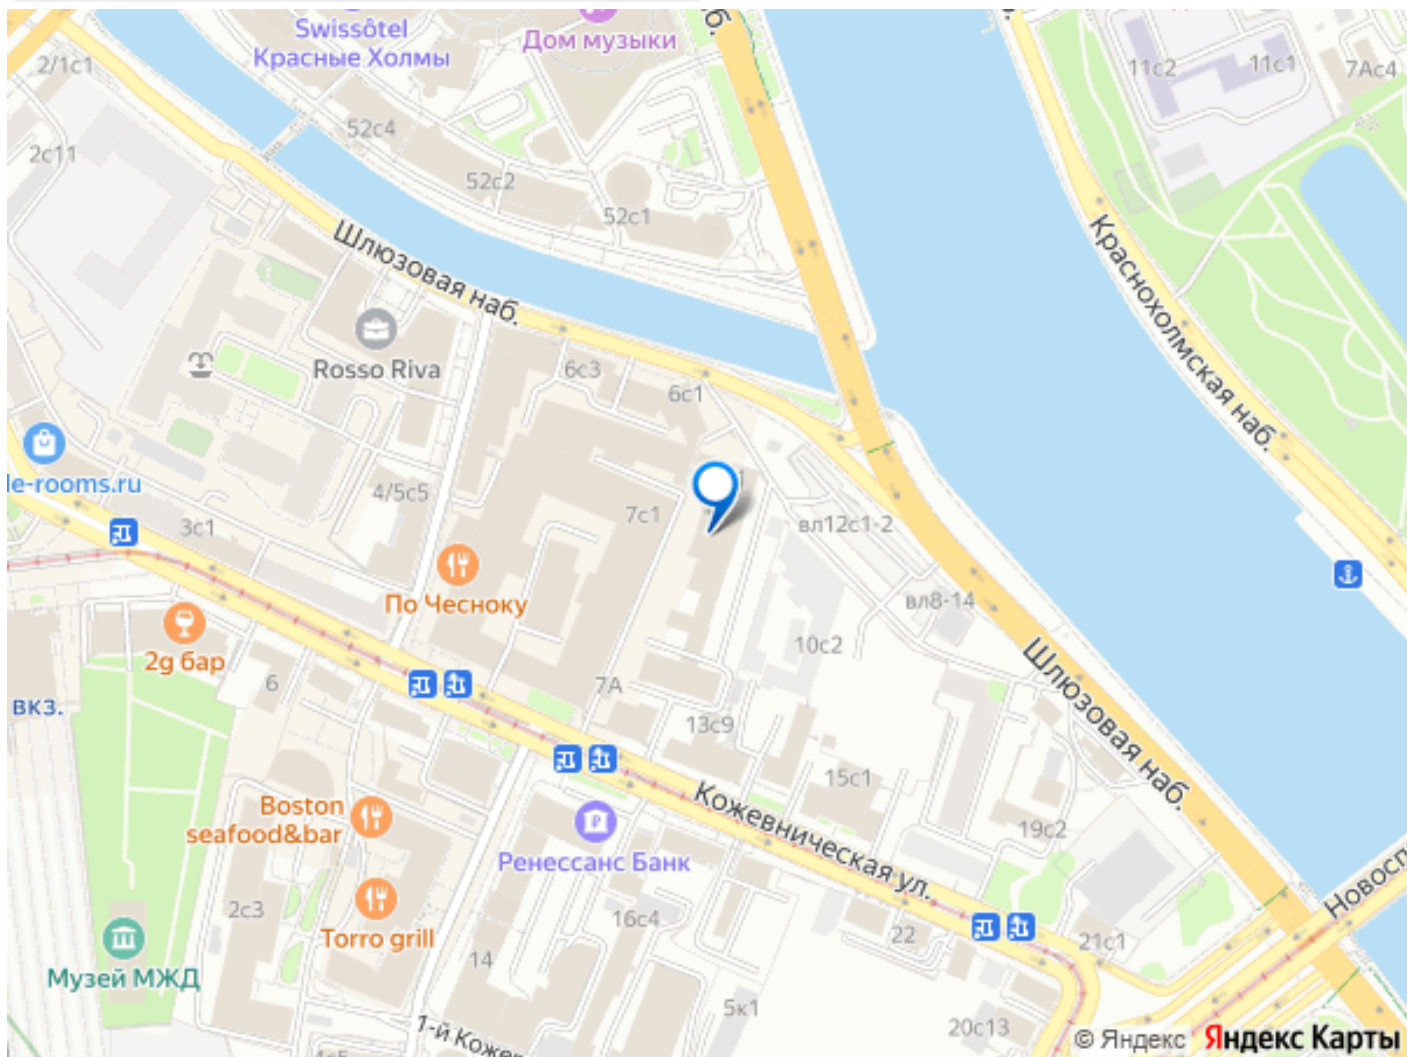 Swissôtel
Красные Холмы
Дом музыки
наб.
2/1с1
11с2
11с1
7Ас4
52с4
2с11
52с2
52с1
Шлюзовая наб.
Краснохолмская наб.
Rosso Riva
6с3
6с1
le-rooms.ru
4/5с5
7с1
3с1
вл12с1-2
По Чесноку
вл8-14
2g бар
10с2
6
7А
вкз.
13с9
Шлюзовая наб.
15с1
Boston
seafood&bar
Кожевническая ул.
19с2
Ренессанс Банк
2с3
16с4
Torro grill
22
21с1
Музей МЖД
14
5к1
20с13
© Яндекс Яндекс Карты